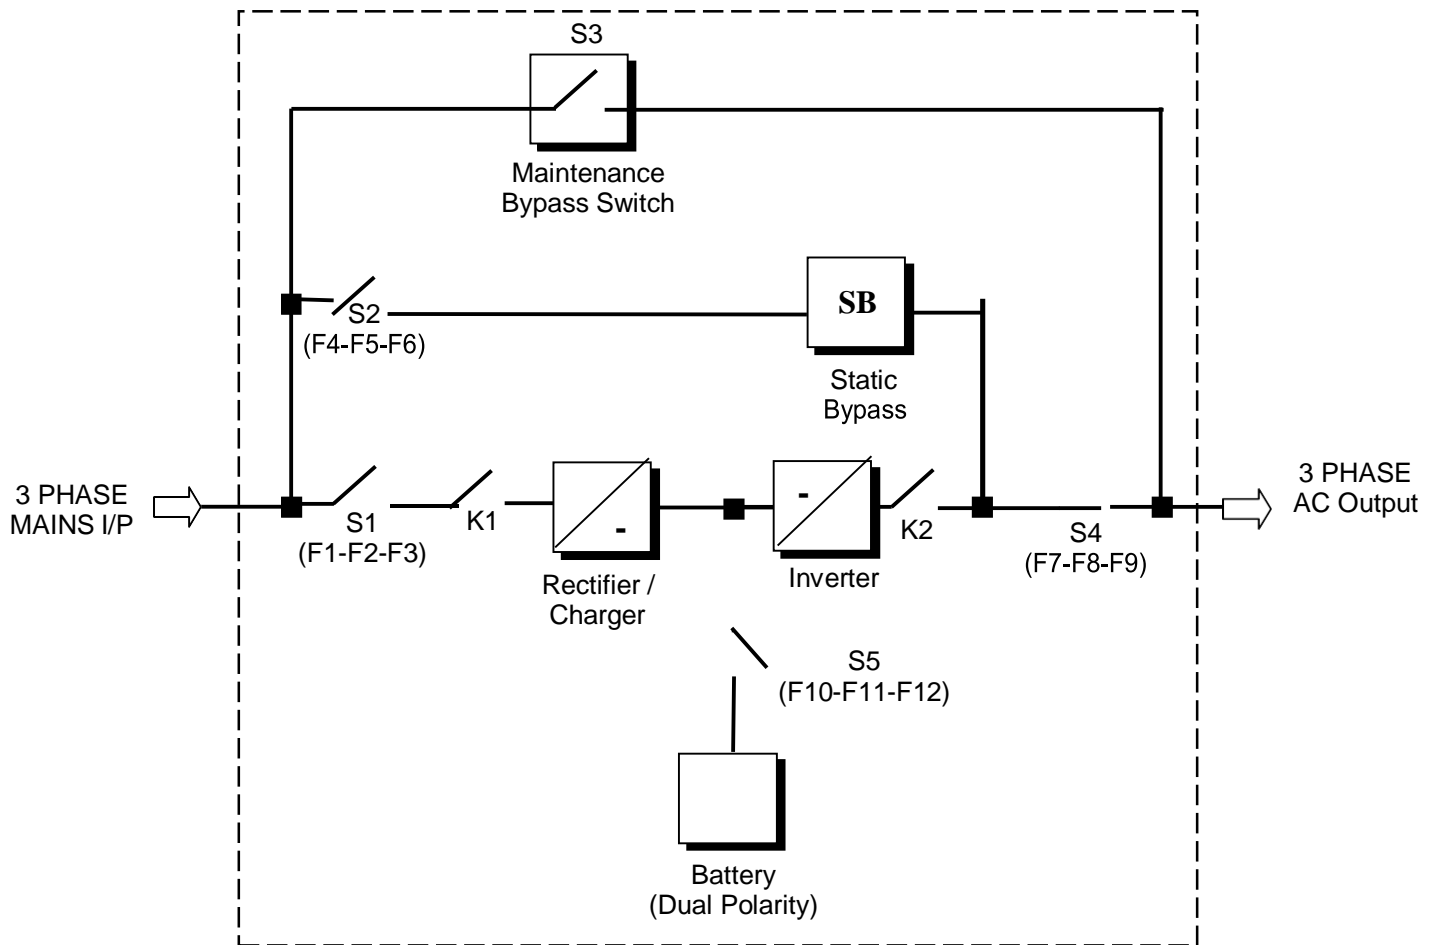 S3
Maintenance
Bypass Switch
SB
S2
(F4-F5-F6)
Static
Bypass
3 PHASE
MAINS I/P
3 PHASE
AC Output
S1
(F1-F2-F3)
K1
-
-
K2
S4
(F7-F8-F9)
Rectifier /
Charger
Inverter
S5
(F10-F11-F12)
Battery
(Dual Polarity)